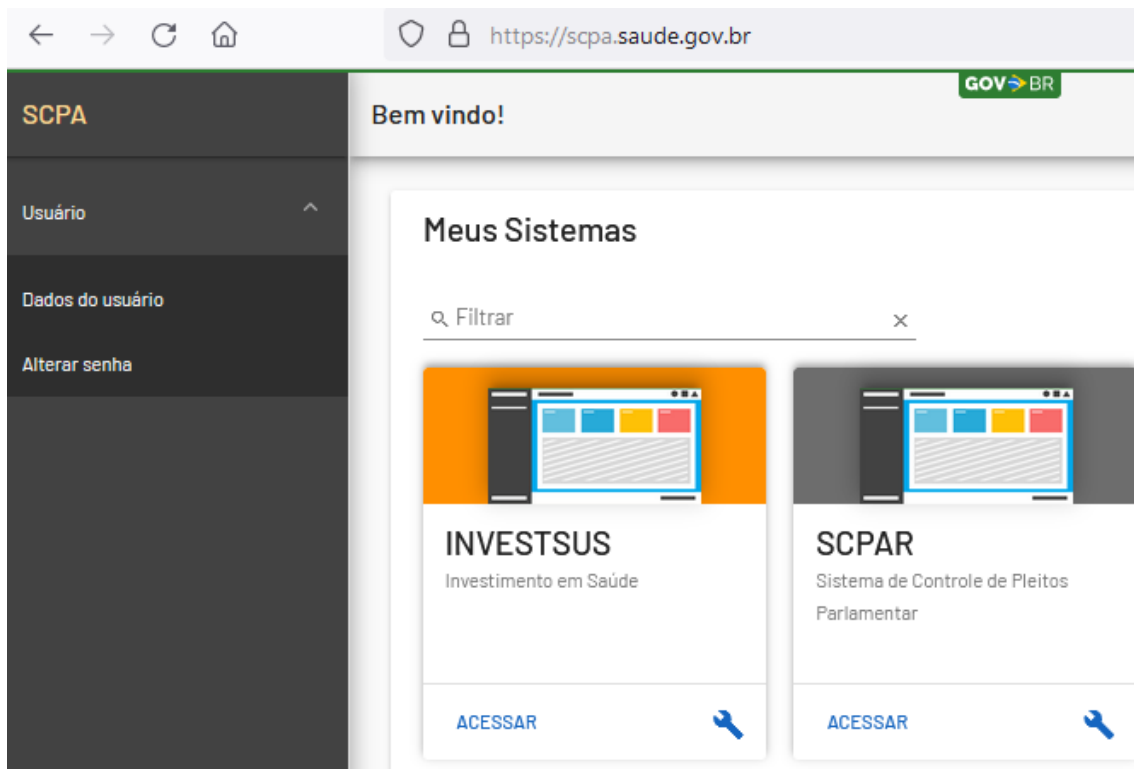 https://scpa.saude.gov.br
GOV BR
SCPA
Bem vindo!
Usuário
Dados do usuário
Alterar senha
Meus Sistemas
Filtrar
INVESTSUS
Investimento em Saúde
ACESSAR
SCPAR
Sistema de Controle de Pleitos
Parlamentar
ACESSAR